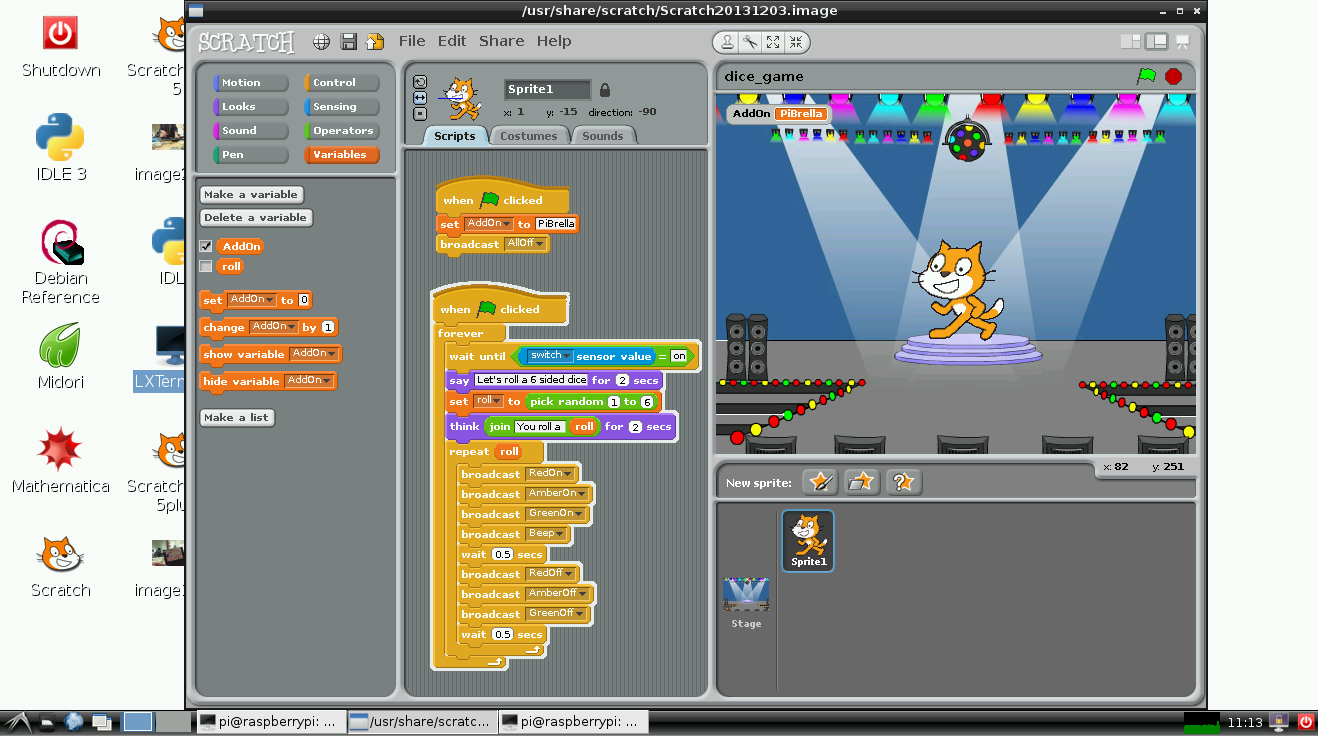 /usr/share/scratch/Scratch20131203.image
Shutdown
Scratch
5
IDLE 3
image
Debian
Reference
IDL
Midori
LXTerr
Mathematica
Scratch
5plu
Scratch
image
SCRATCH
File Edit Share Help
Motion Control
Looks Sensing
Sound Operators
Pen Variables
Make a variable
Delete a variable
AddOn
roll
set AddOn to 0
change AddOn by 1
show variable AddOn
hide variable AddOn
Make a list
Sprite1
x: 1 y: -15 direction: -90
Scripts Costumes Sounds
when clicked
set AddOn to PiBrella
broadcast AllOff
when clicked
forever
wait until switch sensor value = on
say Let's roll a 6 sided dice for 2 secs
set roll to pick random 1 to 6
think join You roll a roll for 2 secs
repeat roll
broadcast RedOn
broadcast AmberOn
broadcast GreenOn
broadcast Beep
wait 0.5 secs
broadcast RedOff
broadcast AmberOff
broadcast GreenOff
wait 0.5 secs
dice_game
AddOn PiBrella
x: 82 y: 251
New sprite:
Sprite1
Stage
pi@raspberrypi: ...
/usr/share/scratc...
pi@raspberrypi: ...
11:13